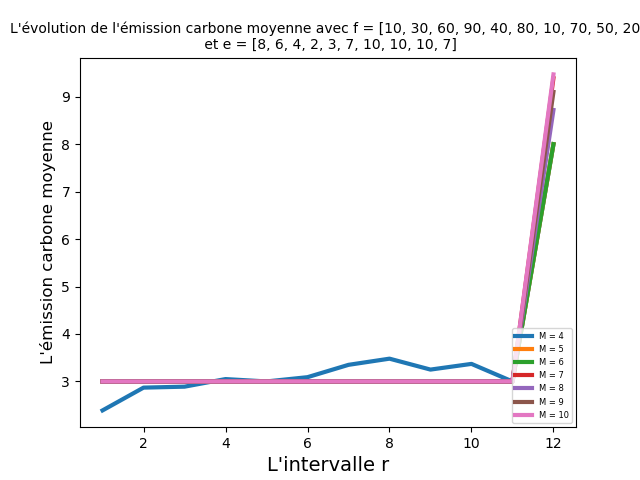 L'évolution de l'émission carbone moyenne avec f = [10, 30, 60, 90, 40, 80, 10, 70, 50, 20
et e = [8, 6, 4, 2, 3, 7, 10, 10, 10, 7]
9
8
7
6
5
4
3
L'émission carbone moyenne
M = 4
M = 5
M = 6
M = 7
M = 8
M = 9
M = 10
2 4 6 8 10 12
L'intervalle r